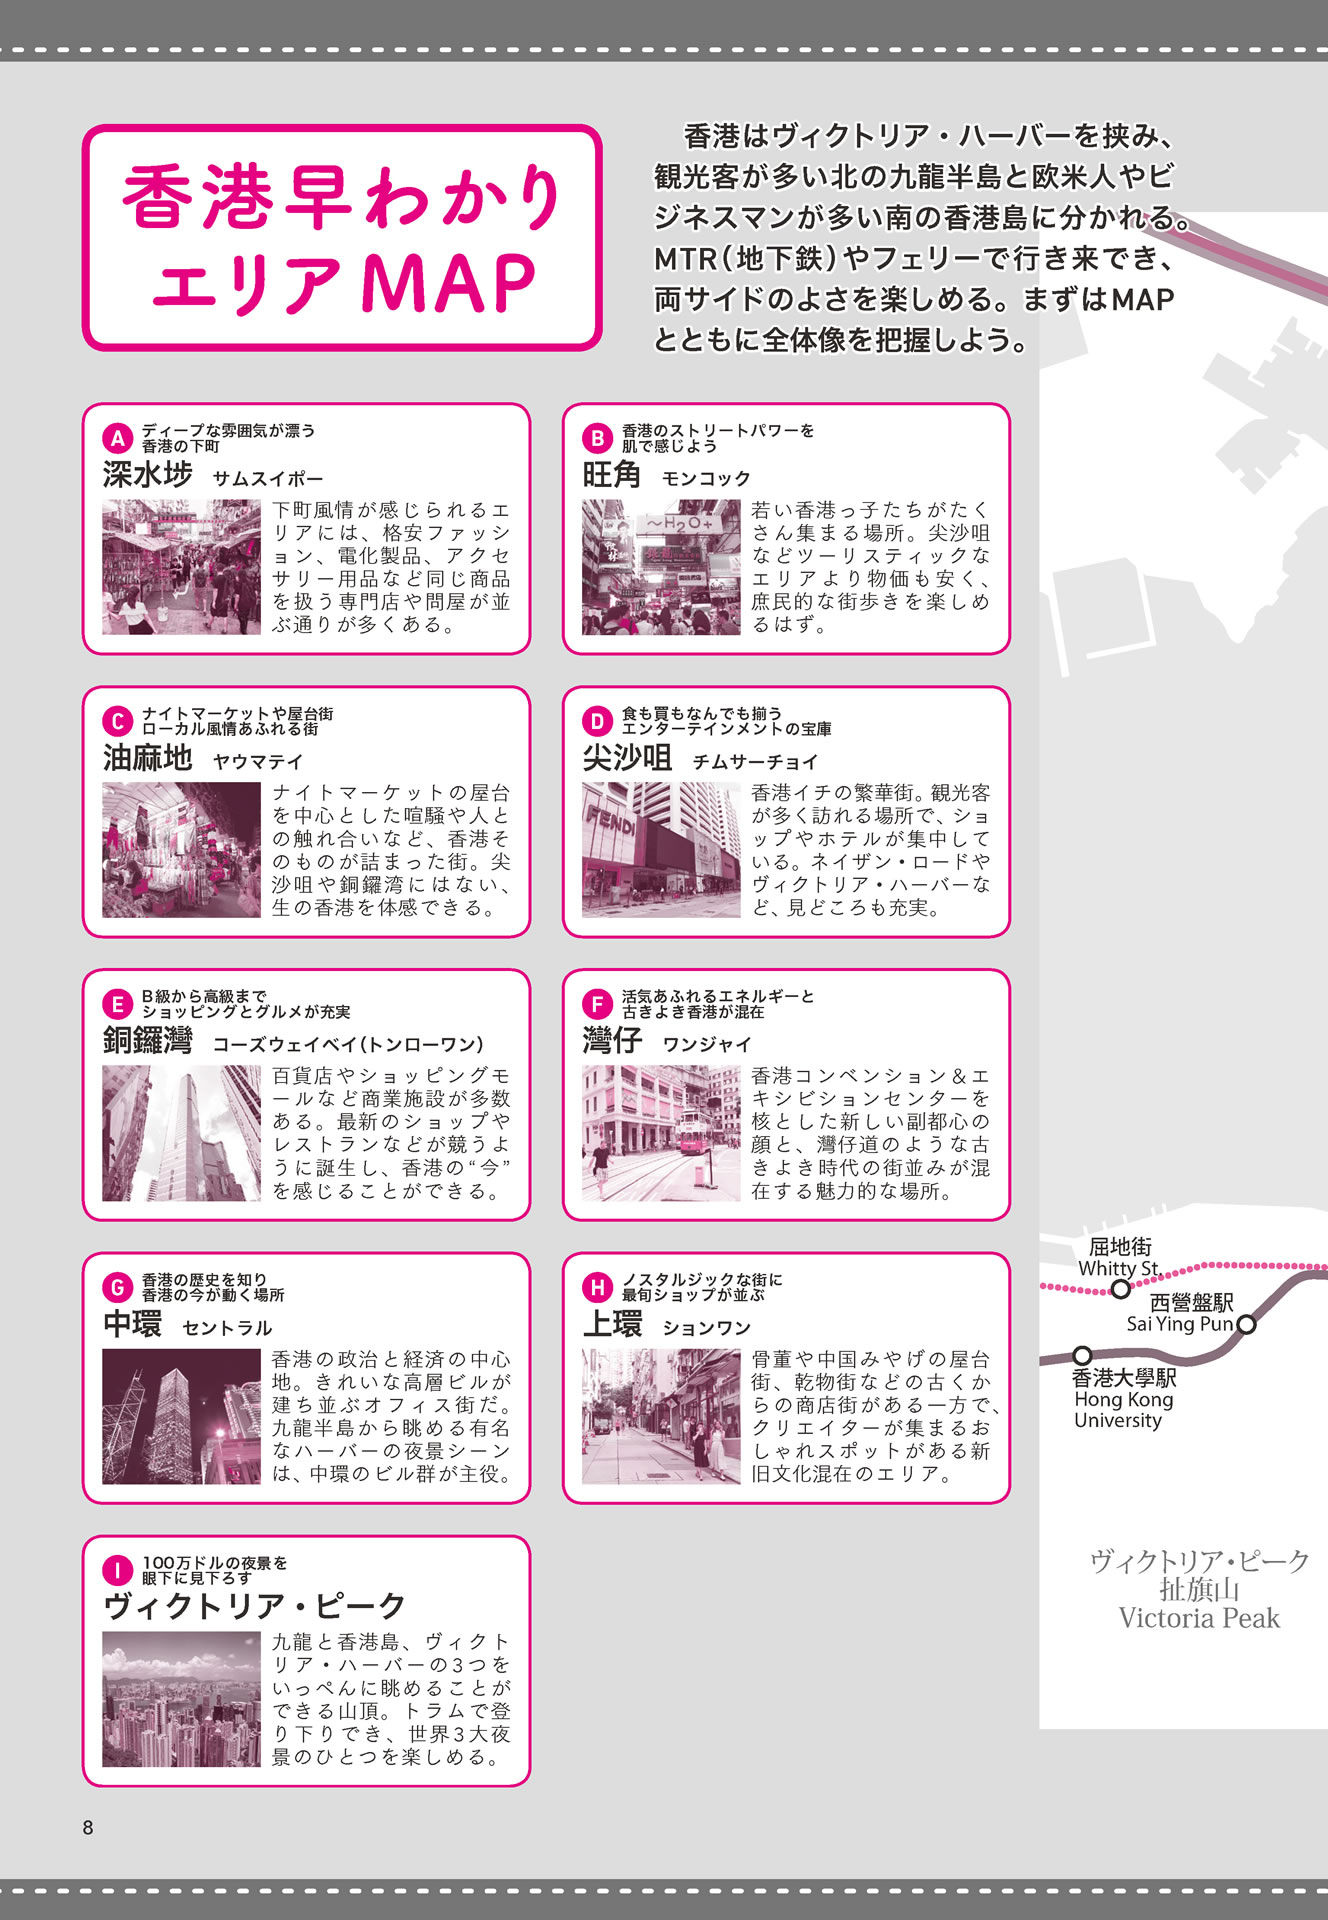 香港早わかり
エリアMAP
香港はヴィクトリア・ハーバーを挟み、
観光客が多い北の九龍半島と欧米人やビ
ジネスマンが多い南の香港島に分かれる。
MTR(地下鉄)やフェリーで行き来でき、
両サイドのよさを楽しめる。まずはMAP
とともに全体像を把握しよう。
A
ディープな雰囲気が漂う
香港の下町
深水埗 サムスイポー
下町風情が感じられるエ
リアには、格安ファッシ
ョン、電化製品、アクセ
サリー用品など同じ商品
を扱う専門店や問屋が並
ぶ通りが多くある。
B
香港のストリートパワーを
肌で感じよう
旺角 モンコック
～H2O+
若い香港っ子たちがたく
さん集まる場所。尖沙咀
などツーリスティックな
エリアより物価も安く、
庶民的な街歩きを楽しめ
るはず。
C
ナイトマーケットや屋台街
ローカル風情あふれる街
油麻地 ヤウマテイ
ナイトマーケットの屋台
を中心とした喧騒や人と
の触れ合いなど、香港そ
のものが詰まった街。尖
沙咀や銅鑼湾にはない、
生の香港を体感できる。
D
食も買もなんでも揃う
エンターテインメントの宝庫
尖沙咀 チムサーチョイ
FENDI
香港イチの繁華街。観光客
が多く訪れる場所で、ショ
ップやホテルが集中して
いる。ネイザン・ロードや
ヴィクトリア・ハーバーな
ど、見どころも充実。
E
B級から高級まで
ショッピングとグルメが充実
銅鑼灣 コーズウェイベイ(トンローワン)
百貨店やショッピングモ
ールなど商業施設が多数
ある。最新のショップや
レストランなどが競うよ
うに誕生し、香港の“今”
を感じることができる。
F
活気あふれるエネルギーと
古きよき香港が混在
灣仔 ワンジャイ
香港コンベンション＆エ
キシビションセンターを
核とした新しい副都心の
顔と、灣仔道のような古
きよき時代の街並みが混
在する魅力的な場所。
G
香港の歴史を知り
香港の今が動く場所
中環 セントラル
香港の政治と経済の中心
地。きれいな高層ビルが
建ち並ぶオフィス街だ。
九龍半島から眺める有名
なハーバーの夜景シーン
は、中環のビル群が主役。
H
ノスタルジックな街に
最旬ショップが並ぶ
上環 ションワン
骨董や中国みやげの屋台
街、乾物街などの古くか
らの商店街がある一方で、
クリエイターが集まるお
しゃれスポットがある新
旧文化混在のエリア。
I
100万ドルの夜景を
眼下に見下ろす
ヴィクトリア・ピーク
九龍と香港島、ヴィクト
リア・ハーバーの3つを
いっぺんに眺めることが
できる山頂。トラムで登
り下りでき、世界3大夜
景のひとつを楽しめる。
屈地街
Whitty St.
西營盤駅
Sai Ying Pun
香港大學駅
Hong Kong
University
ヴィクトリア・ピーク
扯旗山
Victoria Peak
8